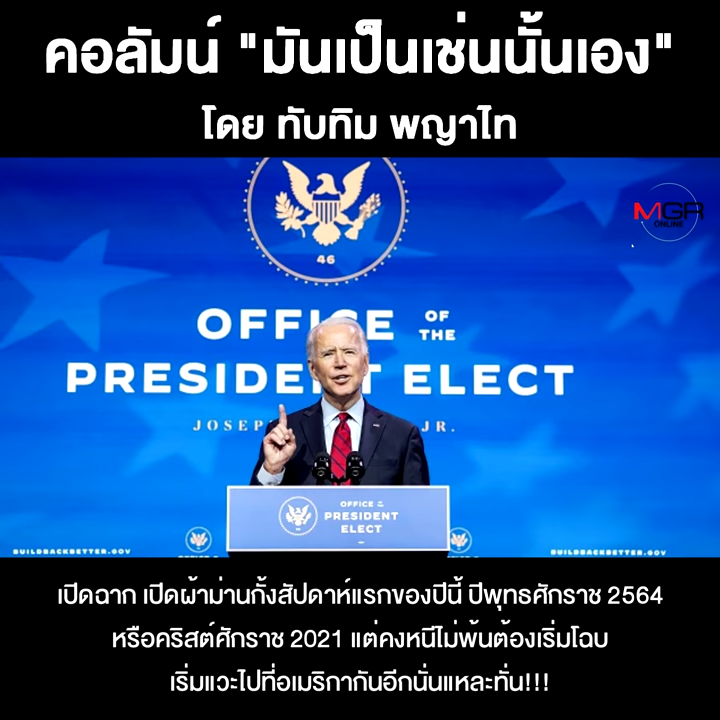 คอลัมน์ "มันเป็นเช่นนั้นเอง"
โดย ทับทิม พญาไท
MGR
ONLINE
46
OFFICE OF THE
PRESIDENT ELECT
JOSEP JR.
OFFICE OF THE
PRESIDENT
ELECT
46
BUILDBACKBETTER.GOV
BUILDBACKBETTER.GOV
เปิดฉาก เปิดผ้าม่านกั้งสัปดาห์แรกของปีนี้ ปีพุทธศักราช 2564
หรือคริสต์ศักราช 2021 แต่คงหนีไม่พ้นต้องเริ่มโฉบ
เริ่มแวะไปที่อเมริกากันอีกนั่นแหละทั่น!!!